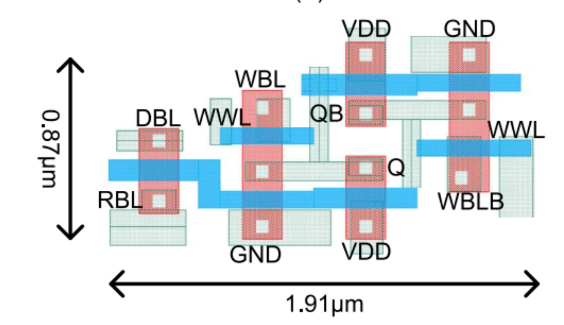 VDD
GND
WBL
DBL
WWL
QB
WWL
0.87µm
Q
RBL
WBLB
GND
VDD
1.91µm